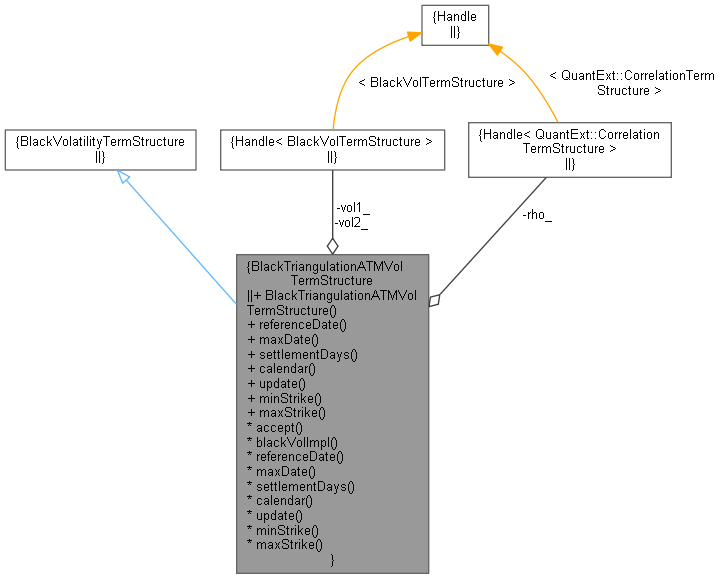 {Handle
||}
< BlackVolTermStructure >
< QuantExt::CorrelationTerm
Structure >
{BlackVolatilityTermStructure
||}
{Handle< BlackVolTermStructure >
||}
{Handle< QuantExt::Correlation
TermStructure >
||}
-vol1_
-vol2_
-rho_
{BlackTriangulationATMVol
TermStructure
||+ BlackTriangulationATMVol
TermStructure()
+ referenceDate()
+ maxDate()
+ settlementDays()
+ calendar()
+ update()
+ minStrike()
+ maxStrike()
* accept()
* blackVolImpl()
* referenceDate()
* maxDate()
* settlementDays()
* calendar()
* update()
* minStrike()
* maxStrike()
}